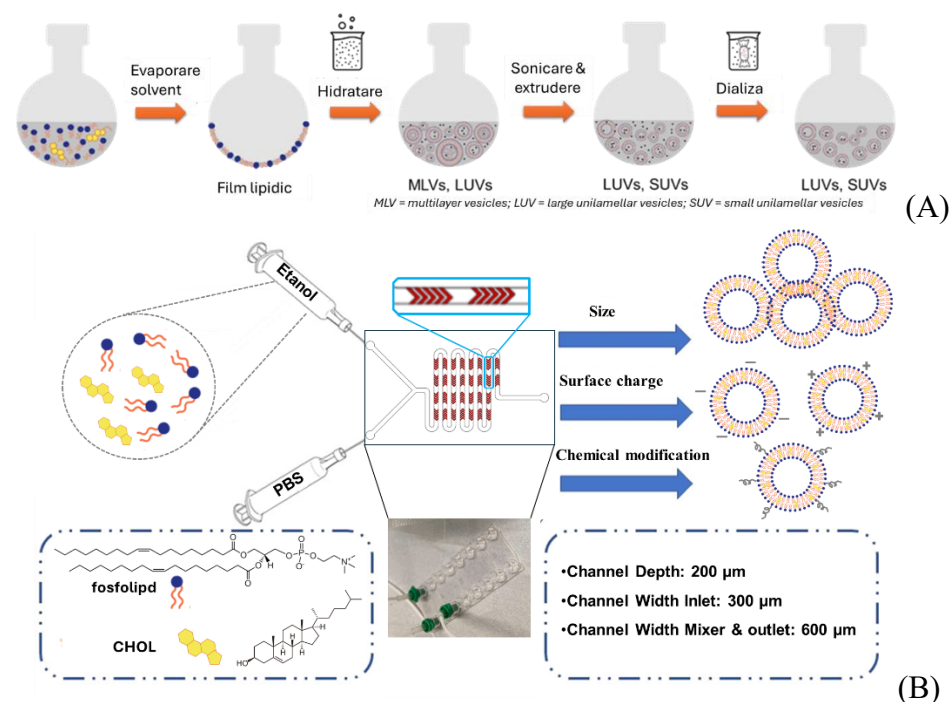 Evaporare
solvent
Hidratare
Sonicare &
extrudere
Dializa
Film lipidic
MLVs, LUVs
LUVs, SUVs
LUVs, SUVs
MLV = multilayer vesicles; LUV = large unilamellar vesicles; SUV = small unilamellar vesicles
(A)
Etanol
PBS
Size
Surface charge
Chemical modification
fosfolipd
CHOL
O
O
O
O
H
O
P
O
O-
N+
HO
H
H
H
H
•Channel Depth: 200 µm
•Channel Width Inlet: 300 µm
•Channel Width Mixer & outlet: 600 µm
(B)